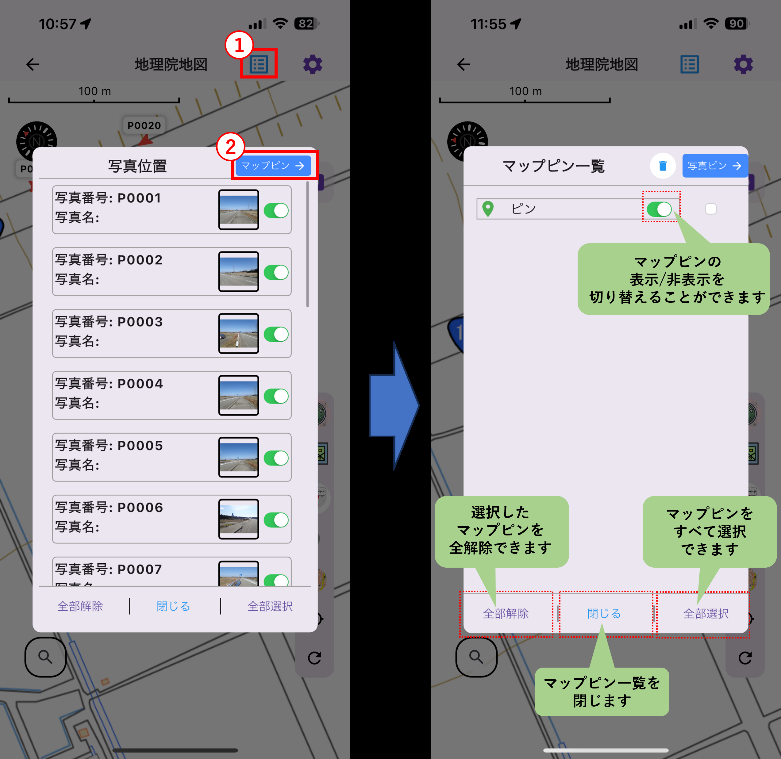 10:57
82
①
地理院地図
100 m
P0020
N
②
写真位置
マップピン →
写真番号: P0001
写真名:
写真番号: P0002
写真名:
写真番号: P0003
写真名:
写真番号: P0004
写真名:
写真番号: P0005
写真名:
写真番号: P0006
写真名:
写真番号: P0007
全部解除
閉じる
全部選択
11:55
90
地理院地図
100 m
N
マップピン一覧
写真ピン →
ピン
マップピンの
表示/非表示を
切り替えることができます
選択した
マップピンを
全解除できます
マップピンを
すべて選択
できます
全部解除
閉じる
全部選択
マップピン一覧を
閉じます